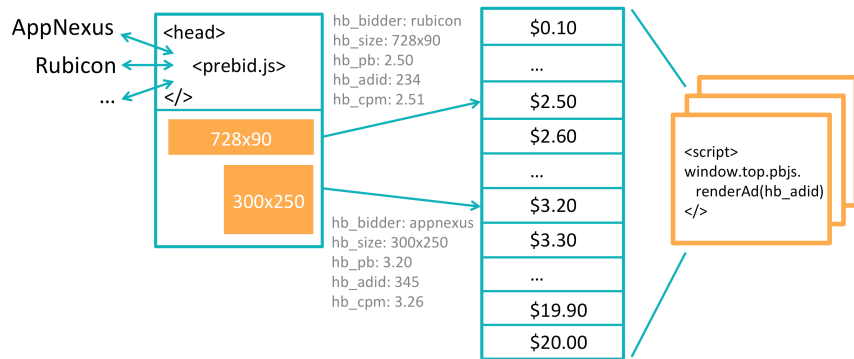 AppNexus
Rubicon
...
<head>
<prebid.js>
</>
728x90
300x250
hb_bidder: rubicon
hb_size: 728x90
hb_pb: 2.50
hb_adid: 234
hb_cpm: 2.51
hb_bidder: appnexus
hb_size: 300x250
hb_pb: 3.20
hb_adid: 345
hb_cpm: 3.26
$0.10
...
$2.50
$2.60
...
$3.20
$3.30
...
$19.90
$20.00
<script>
window.top.pbjs.
renderAd(hb_adid)
</>